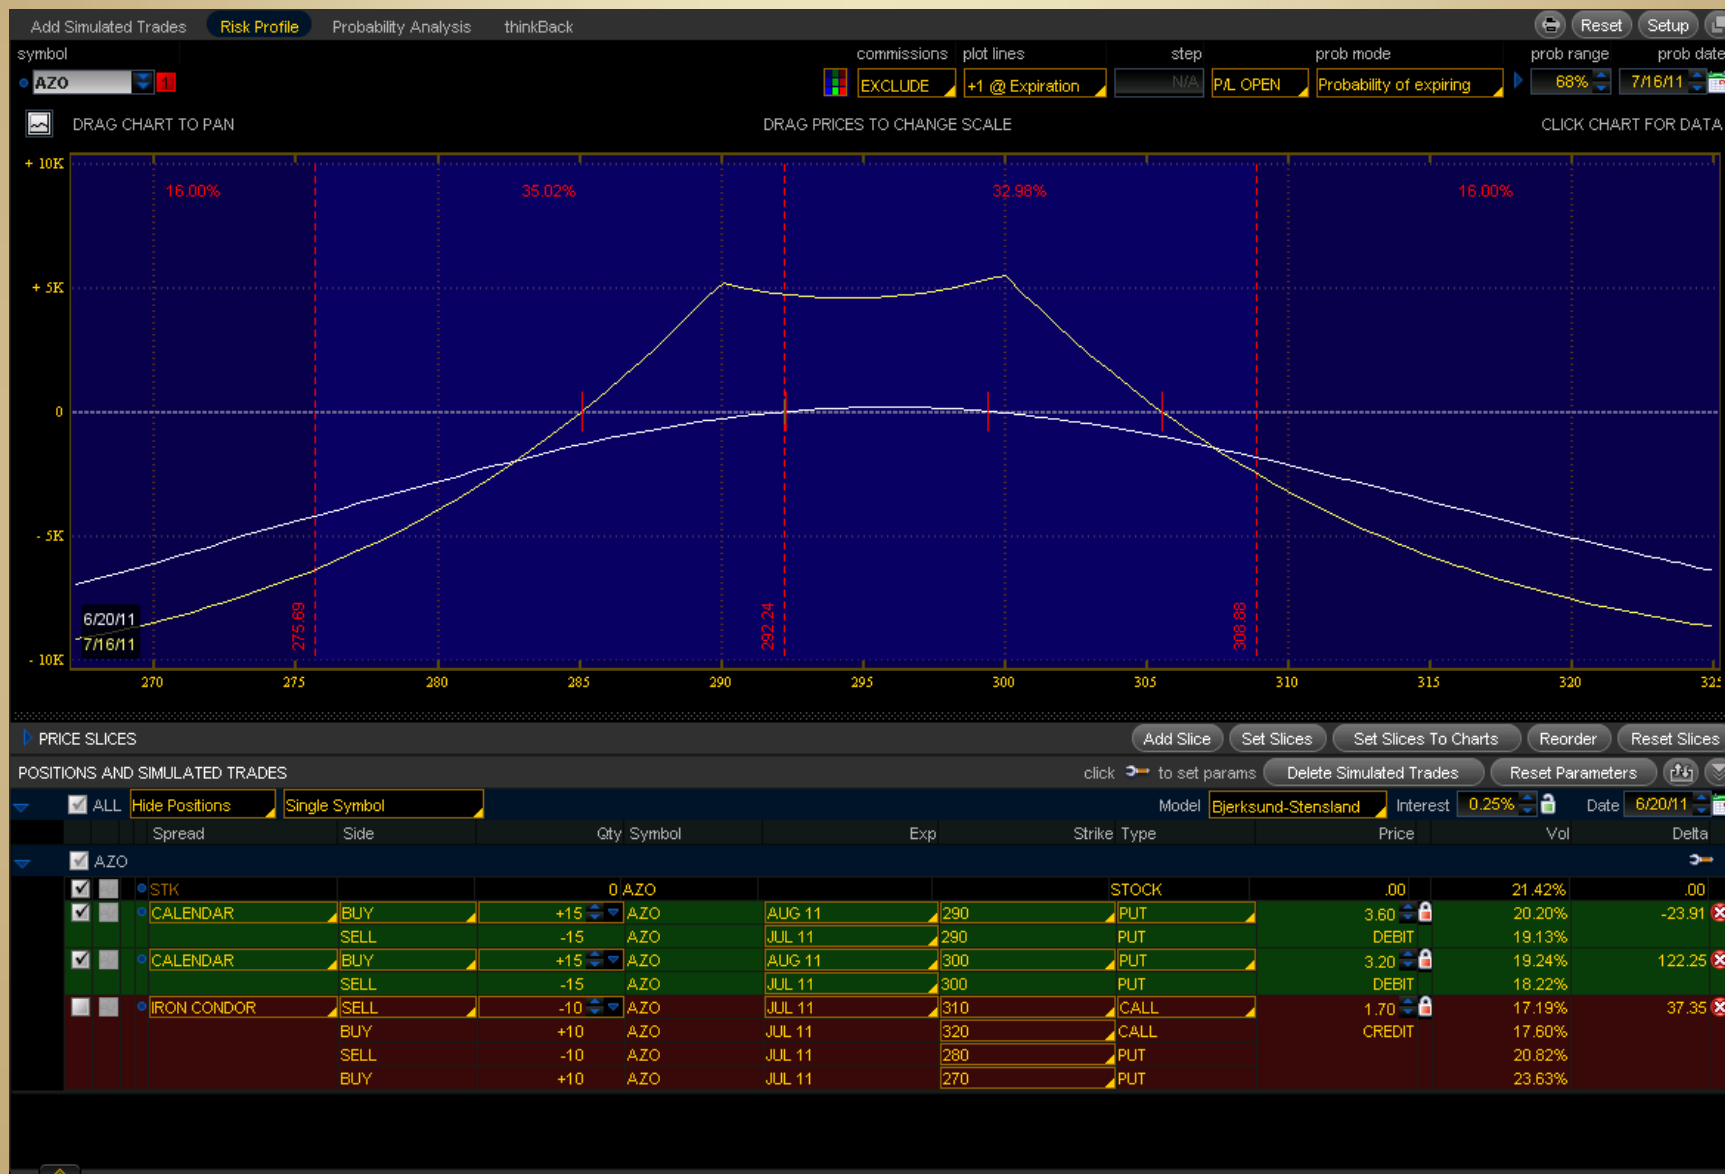 Add Simulated Trades Risk Profile Probability Analysis thinkBack Reset Setup
symbol commissions plot lines step prob mode prob range prob date
AZO EXCLUDE +1 @ Expiration N/A P/L OPEN Probability of expiring 68% 7/16/11
DRAG CHART TO PAN DRAG PRICES TO CHANGE SCALE CLICK CHART FOR DATA
+ 10K
16.00% 35.02% 32.98% 16.00%
+ 5K
0
- 5K
275.69 292.24 308.88
6/20/11
7/16/11
- 10K
270 275 280 285 290 295 300 305 310 315 320 325
PRICE SLICES Add Slice Set Slices Set Slices To Charts Reorder Reset Slices
POSITIONS AND SIMULATED TRADES click to set params Delete Simulated Trades Reset Parameters
ALL Hide Positions Single Symbol Model Bjerksund-Stensland Interest 0.25% Date 6/20/11
Spread Side Qty Symbol Exp Strike Type Price Vol Delta
AZO
STK 0 AZO STOCK .00 21.42% .00
CALENDAR BUY +15 AZO AUG 11 290 PUT 3.60 20.20% -23.91
SELL -15 AZO JUL 11 290 PUT DEBIT 19.13%
CALENDAR BUY +15 AZO AUG 11 300 PUT 3.20 19.24% 122.25
SELL -15 AZO JUL 11 300 PUT DEBIT 18.22%
IRON CONDOR SELL -10 AZO JUL 11 310 CALL 1.70 17.19% 37.35
BUY +10 AZO JUL 11 320 CALL CREDIT 17.60%
SELL -10 AZO JUL 11 280 PUT 20.82%
BUY +10 AZO JUL 11 270 PUT 23.63%